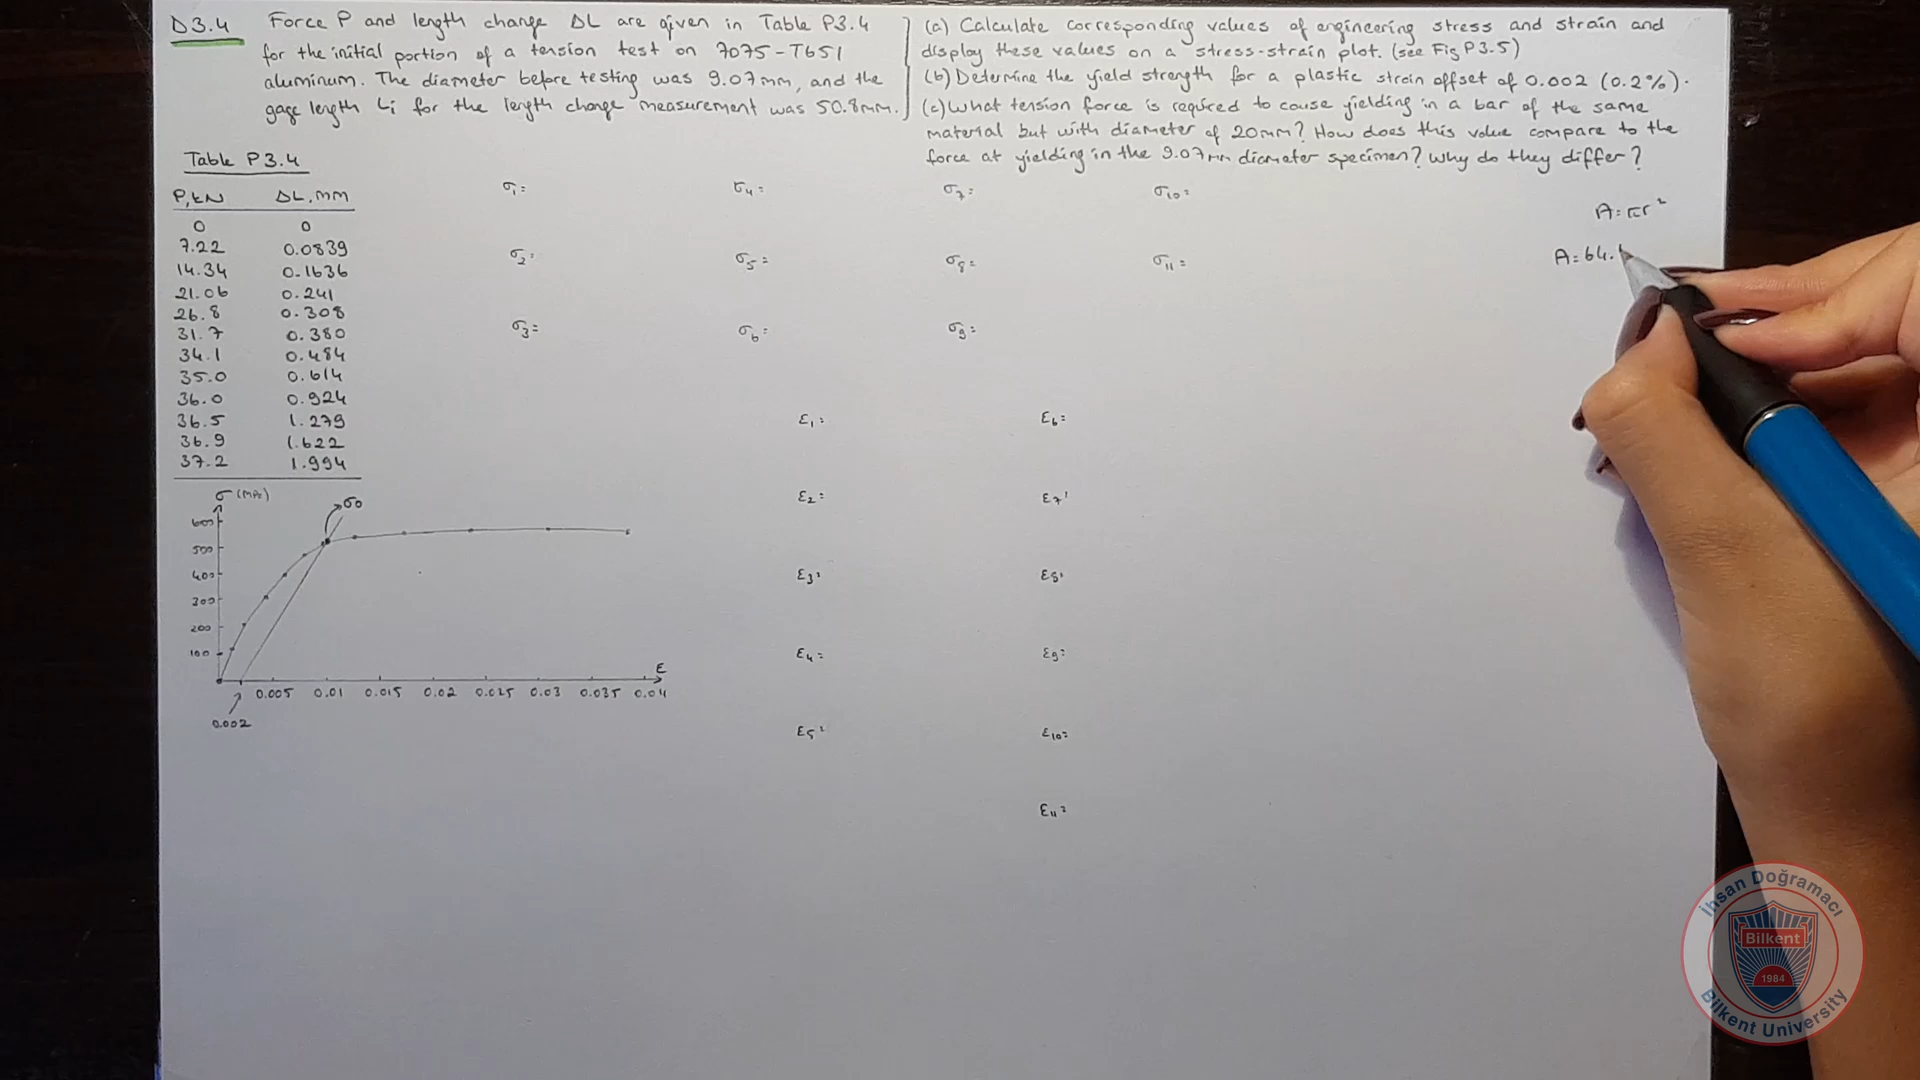 D3.4 Force P and length change ΔL are given in Table P3.4
for the initial portion of a tension test on 7075-T651
aluminum. The diameter before testing was 9.07mm, and the
gage length Li for the length change measurement was 50.8mm.
(a) Calculate corresponding values of engineering stress and strain and
display these values on a stress-strain plot. (see Fig P3.5)
(b) Determine the yield strength for a plastic strain offset of 0.002 (0.2%).
(c) What tension force is required to cause yielding in a bar of the same
material but with diameter of 20mm? How does this value compare to the
force at yielding in the 9.07mm diameter specimen? Why do they differ?
Table P3.4
P, kN ΔL, mm
0 0
7.22 0.0839
14.34 0.1636
21.06 0.241
26.8 0.308
31.7 0.380
34.1 0.484
35.0 0.614
36.0 0.924
36.5 1.279
36.9 1.622
37.2 1.994
σ1= σ4= σ7= σ10=
σ2= σ5= σ8= σ11=
σ3= σ6= σ9=
A=πr²
A=64.
ε1= ε6=
ε2= ε7=
ε3= ε8=
ε4= ε9=
ε5= ε10=
ε11=
σ (MPa)
σ0
600
500
400
300
200
100
ε
0.005 0.01 0.015 0.02 0.025 0.03 0.035 0.04
0.002
İhsan Doğramacı
Bilkent
1984
Bilkent University